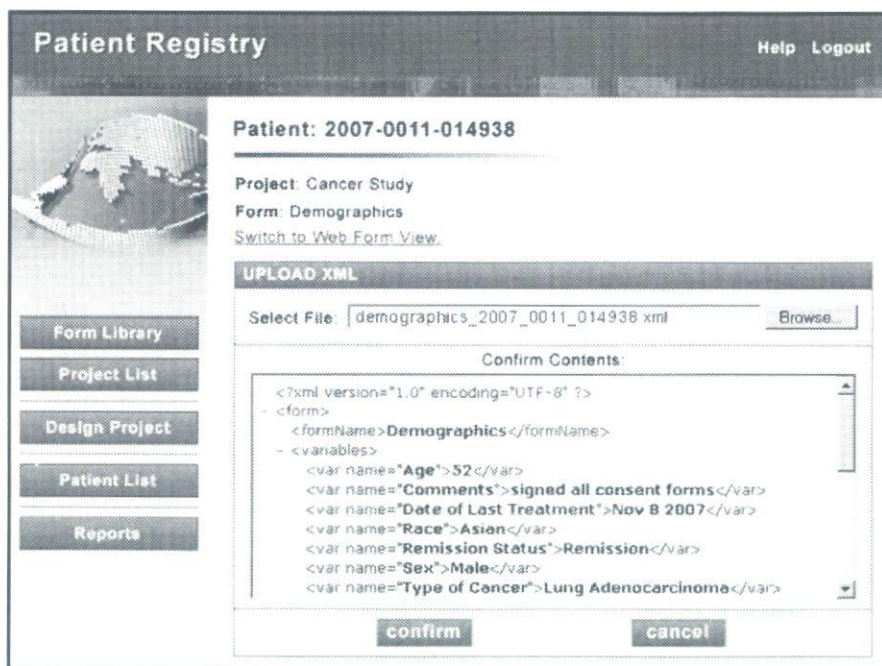 Patient Registry
Help Logout
Patient: 2007-0011-014938
Project: Cancer Study
Form: Demographics
Switch to Web Form View.
UPLOAD XML
Select File: demographics_2007_0011_014938.xml Browse...
Confirm Contents:
<?xml version="1.0" encoding="UTF-8" ?>
- <form>
<formName>Demographics</formName>
- <variables>
<var name="Age">52</var>
<var name="Comments">signed all consent forms</var>
<var name="Date of Last Treatment">Nov 8 2007</var>
<var name="Race">Asian</var>
<var name="Remission Status">Remission</var>
<var name="Sex">Male</var>
<var name="Type of Cancer">Lung Adenocarcinoma</var>
confirm cancel
Form Library
Project List
Design Project
Patient List
Reports